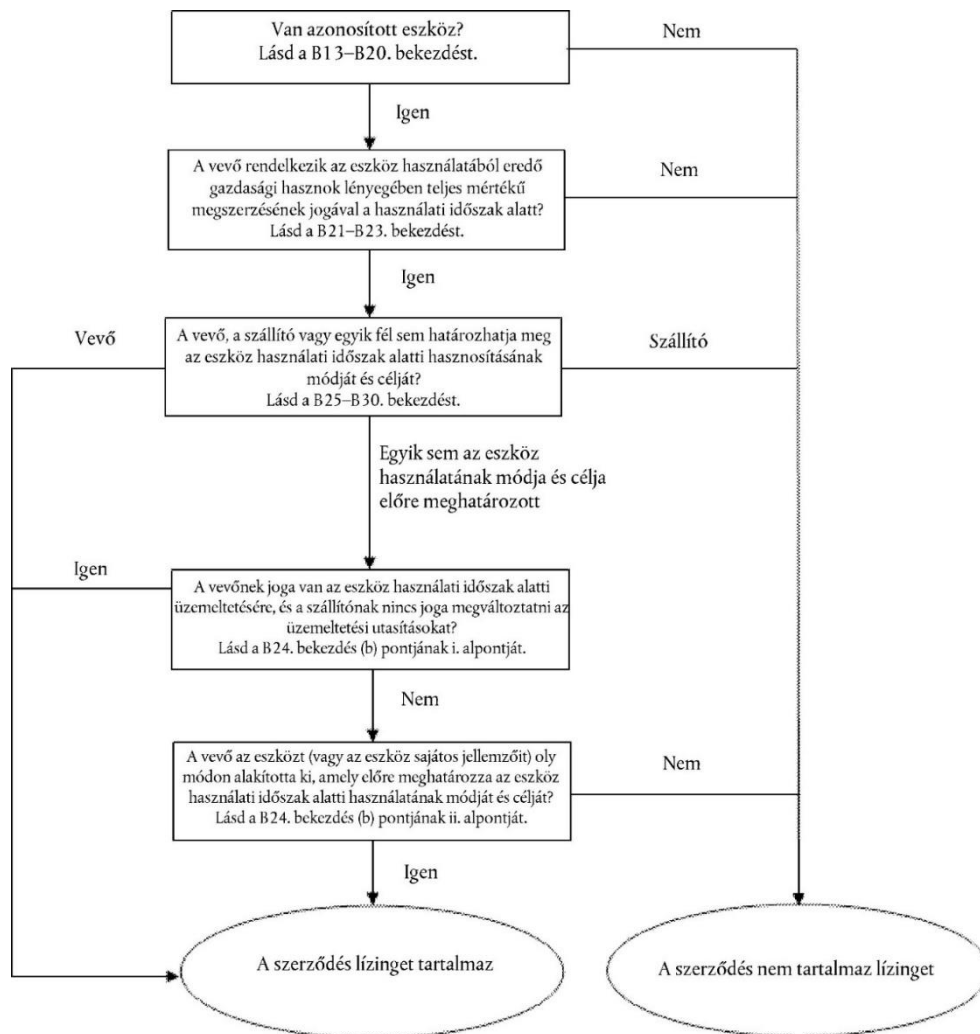 Van azonosított eszköz?
Lásd a B13–B20. bekezdést.
Nem
Igen
A vevő rendelkezik az eszköz használatából eredő
gazdasági hasznok lényegében teljes mértékű
megszerzésének jogával a használati időszak alatt?
Lásd a B21–B23. bekezdést.
Nem
Igen
Vevő
A vevő, a szállító vagy egyik fél sem határozhatja meg
az eszköz használati időszak alatti hasznosításának
módját és célját?
Lásd a B25–B30. bekezdést.
Szállító
Egyik sem az eszköz
használatának módja és célja
előre meghatározott
Igen
A vevőnek joga van az eszköz használati időszak alatti
üzemeltetésére, és a szállítónak nincs joga megváltoztatni az
üzemeltetési utasításokat?
Lásd a B24. bekezdés (b) pontjának i. alpontját.
Nem
A vevő az eszközt (vagy az eszköz sajátos jellemzőit) oly
módon alakította ki, amely előre meghatározza az eszköz
használati időszak alatti használatának módját és célját?
Lásd a B24. bekezdés (b) pontjának ii. alpontját.
Nem
Igen
A szerződés lízinget tartalmaz
A szerződés nem tartalmaz lízinget